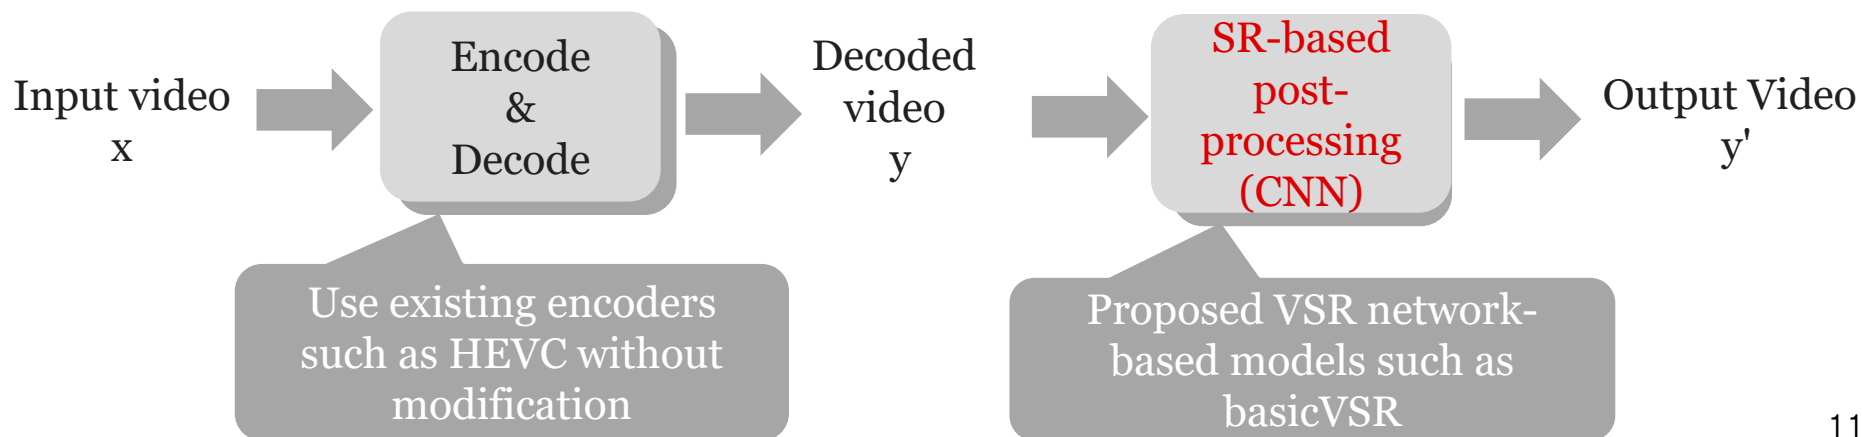 Input video
x
Encode
&
Decode
Decoded
video
y
SR-based
post-
processing
(CNN)
Output Video
y'
Use existing encoders
such as HEVC without
modification
Proposed VSR network-
based models such as
basicVSR
11